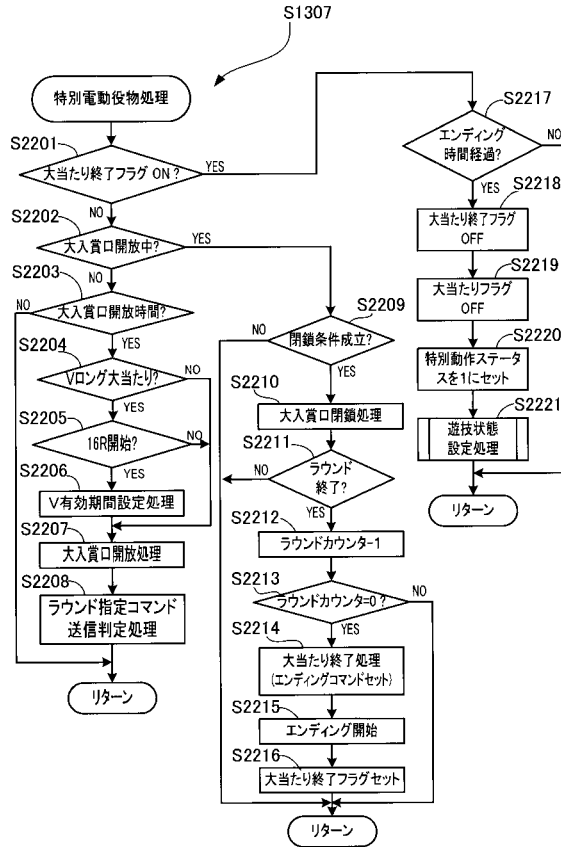 S1307
特別電動役物処理
S2201
大当たり終了フラグ ON？
YES
NO
S2202
大入賞口開放中？
YES
NO
S2203
大入賞口開放時間？
NO
YES
S2204
Vロング大当たり？
NO
YES
S2205
16R開始？
NO
YES
S2206
V有効期間設定処理
S2207
大入賞口開放処理
S2208
ラウンド指定コマンド
送信判定処理
リターン
S2209
閉鎖条件成立？
NO
YES
S2210
大入賞口閉鎖処理
S2211
ラウンド
終了？
NO
YES
S2212
ラウンドカウンタ-1
S2213
ラウンドカウンタ=0？
NO
YES
S2214
大当たり終了処理
(エンディングコマンドセット)
S2215
エンディング開始
S2216
大当たり終了フラグセット
リターン
S2217
エンディング
時間経過？
NO
YES
S2218
大当たり終了フラグ
OFF
S2219
大当たりフラグ
OFF
S2220
特別動作ステータ
スを1にセット
S2221
遊技状態
設定処理
リターン